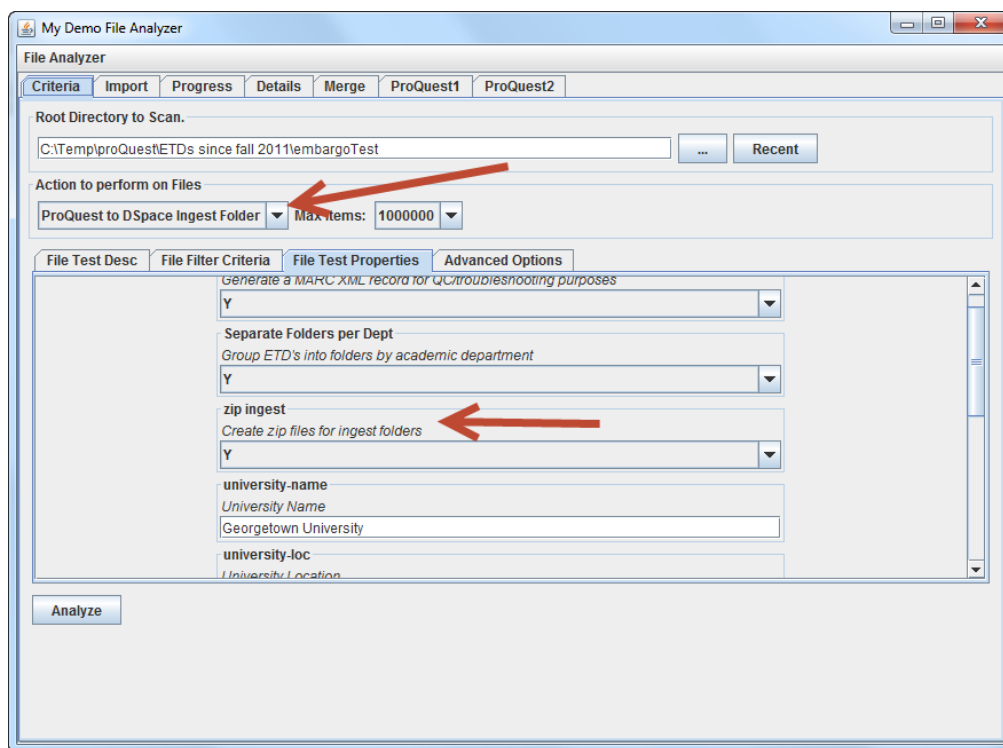 My Demo File Analyzer
File Analyzer
Criteria Import Progress Details Merge ProQuest1 ProQuest2
Root Directory to Scan.
C:\Temp\proQuest\ETDs since fall 2011\embargoTest ... Recent
Action to perform on Files
ProQuest to DSpace Ingest Folder Max Items: 1000000
File Test Desc File Filter Criteria File Test Properties Advanced Options
Generate a MARC XML record for QC/troubleshooting purposes
Y
Separate Folders per Dept
Group ETD's into folders by academic department
Y
zip ingest
Create zip files for ingest folders
Y
university-name
University Name
Georgetown University
university-loc
University Location
Analyze